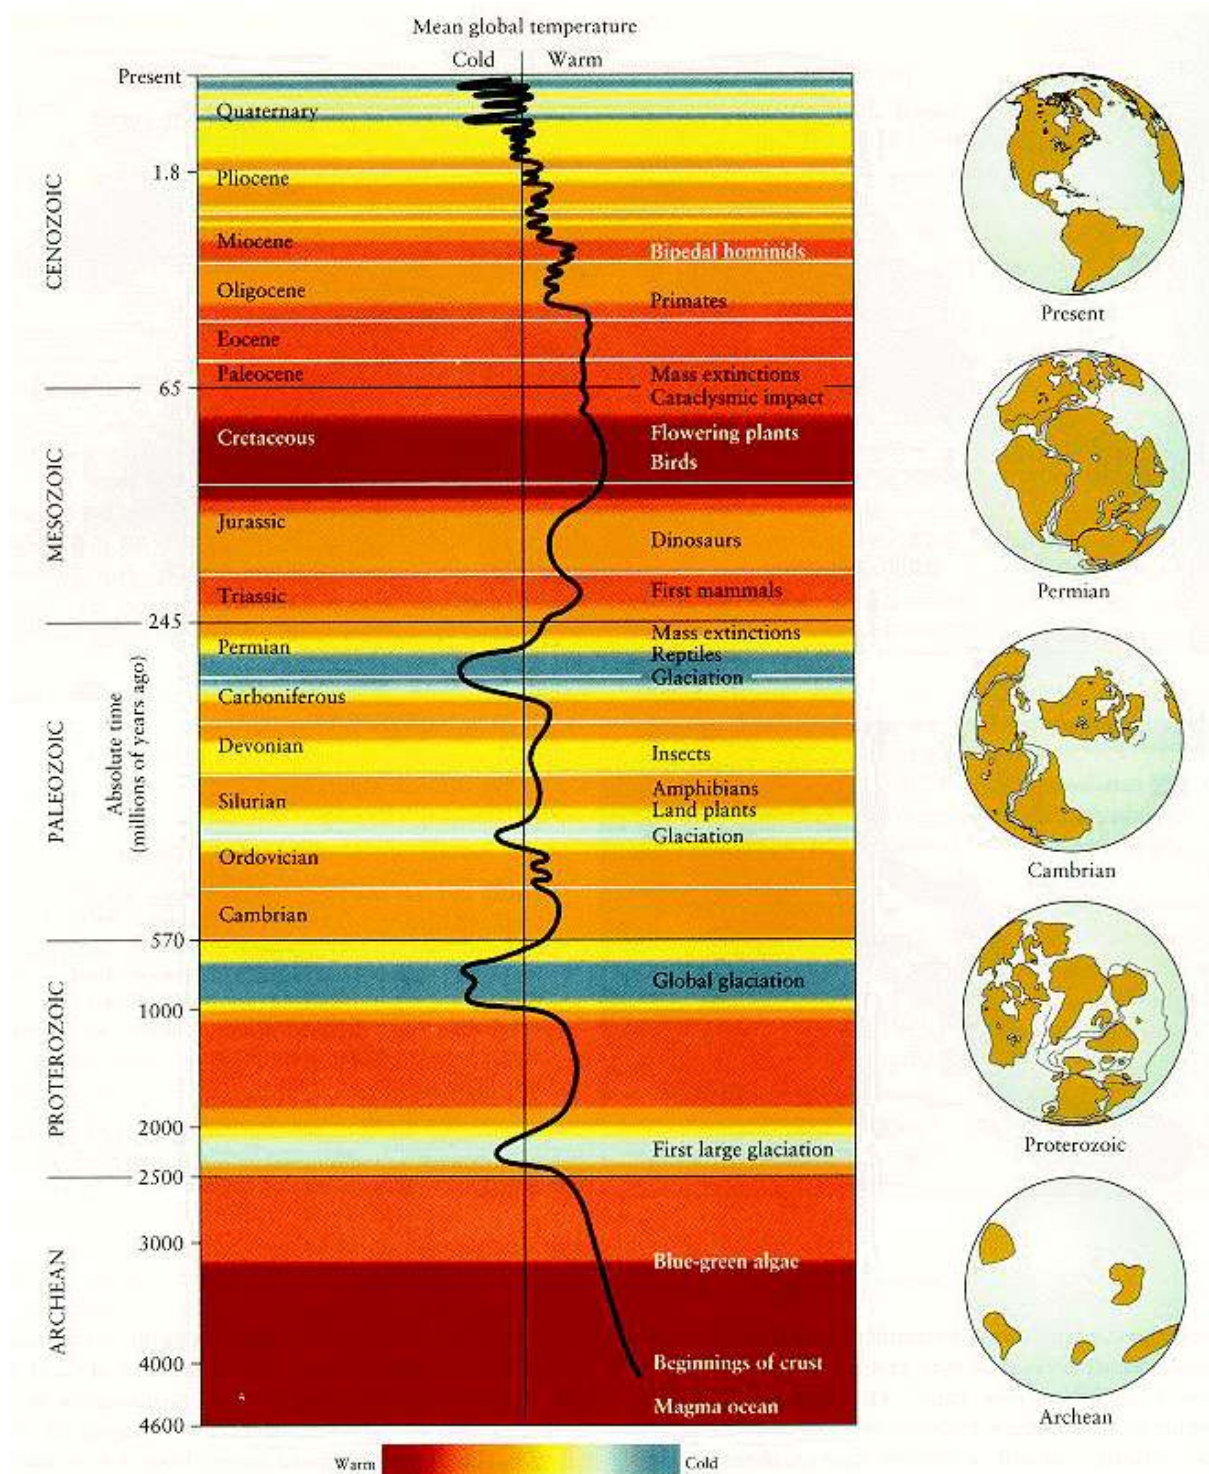 Mean global temperature
Cold Warm
Present
Quaternary
1.8
Pliocene
Miocene
Bipedal hominids
Oligocene
Primates
Eocene
Paleocene
Mass extinctions
65
Cataclysmic impact
CENOZOIC
Cretaceous
Flowering plants
Birds
Jurassic
Dinosaurs
Triassic
First mammals
245
MESOZOIC
Mass extinctions
Permian
Reptiles
Glaciation
Carboniferous
Devonian
Insects
Silurian
Amphibians
Land plants
Glaciation
Ordovician
Cambrian
570
PALEOZOIC
Absolute time
(millions of years ago)
Global glaciation
1000
2000
First large glaciation
2500
PROTEROZOIC
3000
Blue-green algae
4000
Beginnings of crust
Magma ocean
4600
ARCHEAN
Warm Cold
Present
Permian
Cambrian
Proterozoic
Archean